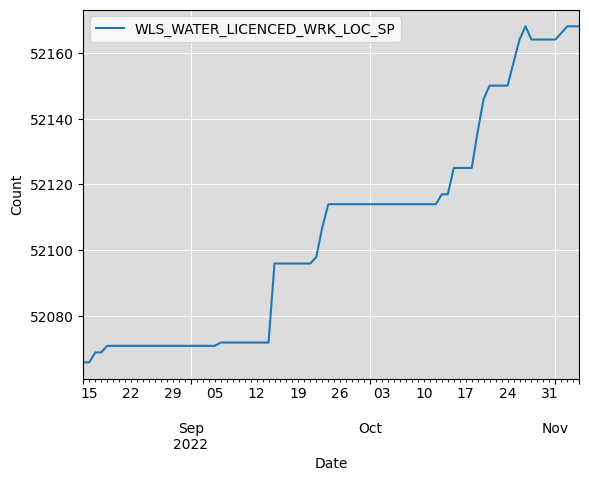 WLS_WATER_LICENCED_WRK_LOC_SP
52160
52140
52120
52100
52080
Count
15 22 29 05 12 19 26 03 10 17 24 31
Sep Oct Nov
2022
Date